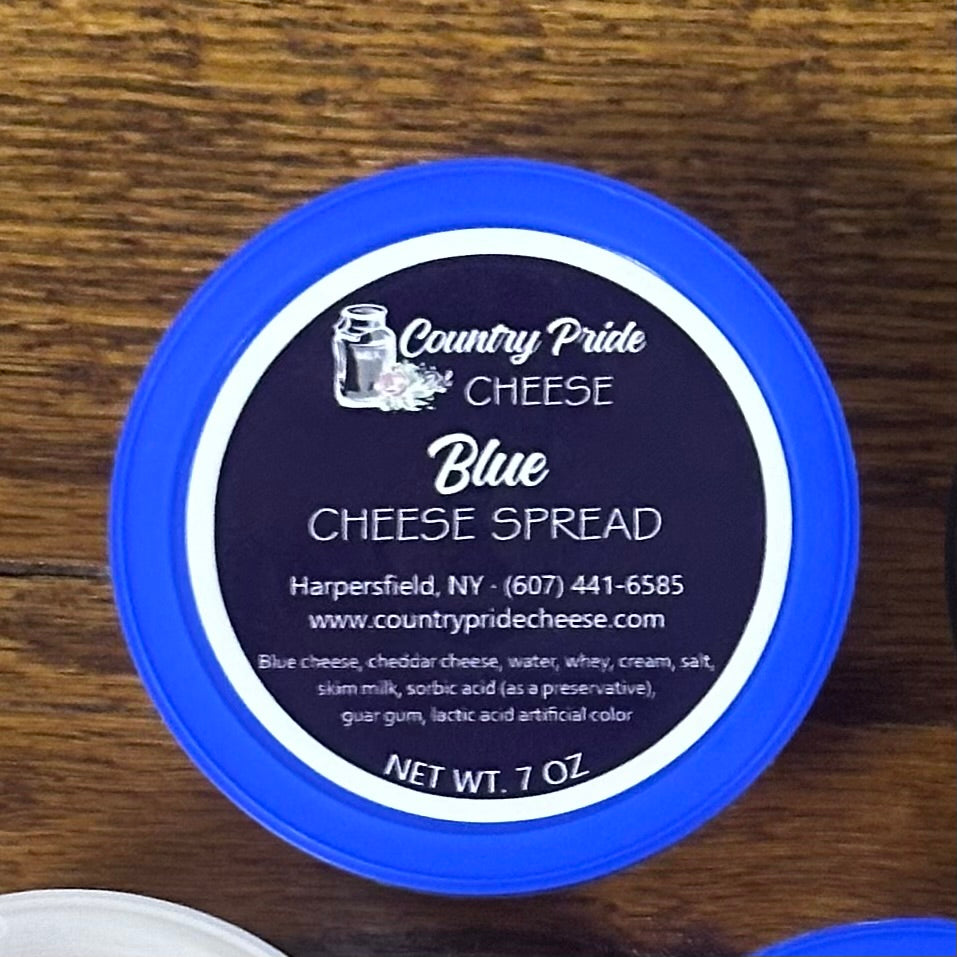 Country Pride
CHEESE
Blue
CHEESE SPREAD
Harpersfield, NY · (607) 441-6585
www.countrypridecheese.com
Blue cheese, cheddar cheese, water, whey, cream, salt,
skim milk, sorbic acid (as a preservative),
guar gum, lactic acid artificial color
NET WT. 7 OZ